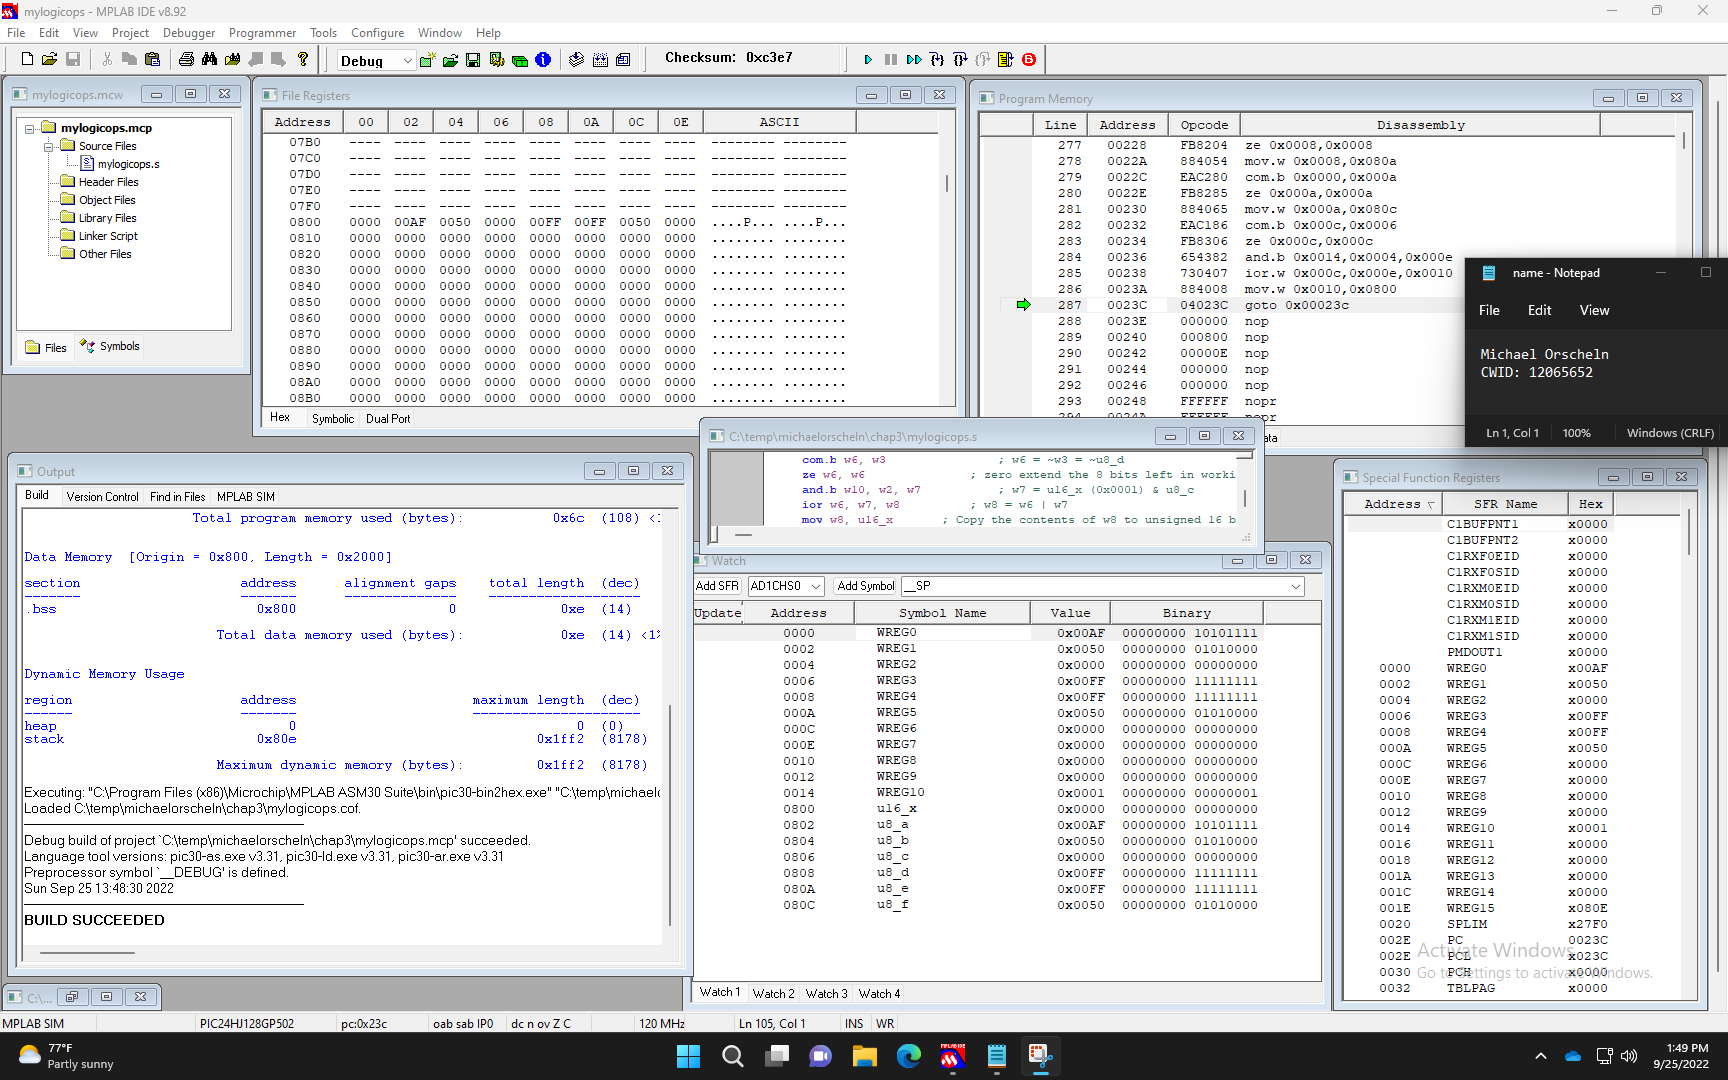 mylogicops - MPLAB IDE v8.92
File Edit View Project Debugger Programmer Tools Configure Window Help
Debug
Checksum: 0xc3e7
mylogicops.mcw
mylogicops.mcp
Source Files
mylogicops.s
Header Files
Object Files
Library Files
Linker Script
Other Files
Files Symbols
File Registers
Address 00 02 04 06 08 0A 0C 0E ASCII
07B0 ---- ---- ---- ---- ---- ---- ---- ---- -------- --------
07C0 ---- ---- ---- ---- ---- ---- ---- ---- -------- --------
07D0 ---- ---- ---- ---- ---- ---- ---- ---- -------- --------
07E0 ---- ---- ---- ---- ---- ---- ---- ---- -------- --------
07F0 ---- ---- ---- ---- ---- ---- ---- ---- -------- --------
0800 0000 00AF 0050 0000 00FF 00FF 0050 0000 ....P... ....P...
0810 0000 0000 0000 0000 0000 0000 0000 0000 ........ ........
0820 0000 0000 0000 0000 0000 0000 0000 0000 ........ ........
0830 0000 0000 0000 0000 0000 0000 0000 0000 ........ ........
0840 0000 0000 0000 0000 0000 0000 0000 0000 ........ ........
0850 0000 0000 0000 0000 0000 0000 0000 0000 ........ ........
0860 0000 0000 0000 0000 0000 0000 0000 0000 ........ ........
0870 0000 0000 0000 0000 0000 0000 0000 0000 ........ ........
0880 0000 0000 0000 0000 0000 0000 0000 0000 ........ ........
0890 0000 0000 0000 0000 0000 0000 0000 0000 ........ ........
08A0 0000 0000 0000 0000 0000 0000 0000 0000 ........ ........
08B0 0000 0000 0000 0000 0000 0000 0000 0000 ........ ........
Hex Symbolic Dual Port
Program Memory
Line Address Opcode Disassembly
277 00228 FB8204 ze 0x0008,0x0008
278 0022A 884054 mov.w 0x0008,0x080a
279 0022C EAC280 com.b 0x0000,0x000a
280 0022E FB8285 ze 0x000a,0x000a
281 00230 884065 mov.w 0x000a,0x080c
282 00232 EAC186 com.b 0x000c,0x0006
283 00234 FB8306 ze 0x000c,0x000c
284 00236 654382 and.b 0x0014,0x0004,0x000e
285 00238 730407 ior.w 0x000c,0x000e,0x0010
286 0023A 884008 mov.w 0x0010,0x0800
287 0023C 04023C goto 0x00023c
288 0023E 000000 nop
289 00240 000800 nop
290 00242 00000E nop
291 00244 000000 nop
292 00246 000000 nop
293 00248 FFFFFF nopr
294 0024A FFFFFF nopr
name - Notepad
File Edit View
Michael Orscheln
CWID: 12065652
Ln 1, Col 1 100% Windows (CRLF)
C:\temp\michaelorscheln\chap3\mylogicops.s
com.b w6, w3 ; w6 = ~w3 = ~u8_d
ze w6, w6 ; zero extend the 8 bits left in worki
and.b w10, w2, w7 ; w7 = u16_x (0x0001) & u8_c
ior w6, w7, w8 ; w8 = w6 | w7
mov w8, u16_x ; Copy the contents of w8 to unsigned 16 b
Output
Build Version Control Find in Files MPLAB SIM
Total program memory used (bytes): 0x6c (108) <1
Data Memory [Origin = 0x800, Length = 0x2000]
section address alignment gaps total length (dec)
.bss 0x800 0 0xe (14)
Total data memory used (bytes): 0xe (14) <1%
Dynamic Memory Usage
region address maximum length (dec)
heap 0 0 (0)
stack 0x80e 0x1ff2 (8178)
Maximum dynamic memory (bytes): 0x1ff2 (8178)
Executing: "C:\Program Files (x86)\Microchip\MPLAB ASM30 Suite\bin\pic30-bin2hex.exe" "C:\temp\michaelo
Loaded C:\temp\michaelorscheln\chap3\mylogicops.cof.
Debug build of project `C:\temp\michaelorscheln\chap3\mylogicops.mcp' succeeded.
Language tool versions: pic30-as.exe v3.31, pic30-ld.exe v3.31, pic30-ar.exe v3.31
Preprocessor symbol `__DEBUG' is defined.
Sun Sep 25 13:48:30 2022
BUILD SUCCEEDED
C:\...
Watch
Add SFR AD1CHS0 Add Symbol __SP
Update Address Symbol Name Value Binary
0000 WREG0 0x00AF 00000000 10101111
0002 WREG1 0x0050 00000000 01010000
0004 WREG2 0x0000 00000000 00000000
0006 WREG3 0x00FF 00000000 11111111
0008 WREG4 0x00FF 00000000 11111111
000A WREG5 0x0050 00000000 01010000
000C WREG6 0x0000 00000000 00000000
000E WREG7 0x0000 00000000 00000000
0010 WREG8 0x0000 00000000 00000000
0012 WREG9 0x0000 00000000 00000000
0014 WREG10 0x0001 00000000 00000001
0800 u16_x 0x0000 00000000 00000000
0802 u8_a 0x00AF 00000000 10101111
0804 u8_b 0x0050 00000000 01010000
0806 u8_c 0x0000 00000000 00000000
0808 u8_d 0x00FF 00000000 11111111
080A u8_e 0x00FF 00000000 11111111
080C u8_f 0x0050 00000000 01010000
Watch 1 Watch 2 Watch 3 Watch 4
Special Function Registers
Address SFR Name Hex
C1BUFPNT1 x0000
C1BUFPNT2 x0000
C1RXF0EID x0000
C1RXF0SID x0000
C1RXM0EID x0000
C1RXM0SID x0000
C1RXM1EID x0000
C1RXM1SID x0000
PMDOUT1 x0000
0000 WREG0 x00AF
0002 WREG1 x0050
0004 WREG2 x0000
0006 WREG3 x00FF
0008 WREG4 x00FF
000A WREG5 x0050
000C WREG6 x0000
000E WREG7 x0000
0010 WREG8 x0000
0012 WREG9 x0000
0014 WREG10 x0001
0016 WREG11 x0000
0018 WREG12 x0000
001A WREG13 x0000
001C WREG14 x0000
001E WREG15 x080E
0020 SPLIM x27F0
002E PC 0023C
002E PCL x023C
0030 PCH x0000
0032 TBLPAG x0000
Activate Windows
Go to Settings to activate Windows.
MPLAB SIM PIC24HJ128GP502 pc:0x23c oab sab IP0 dc n ov Z C 120 MHz Ln 105, Col 1 INS WR
77°F
Partly sunny
1:49 PM
9/25/2022